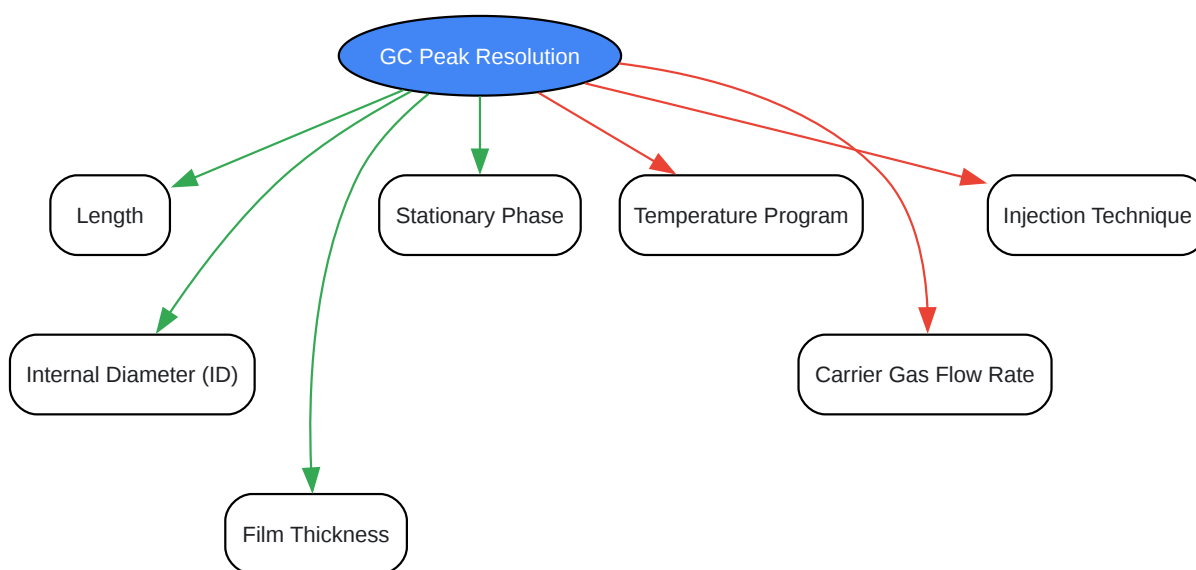 GC Peak Resolution
Length
Stationary Phase
Temperature Program
Injection Technique
Internal Diameter (ID)
Carrier Gas Flow Rate
Film Thickness